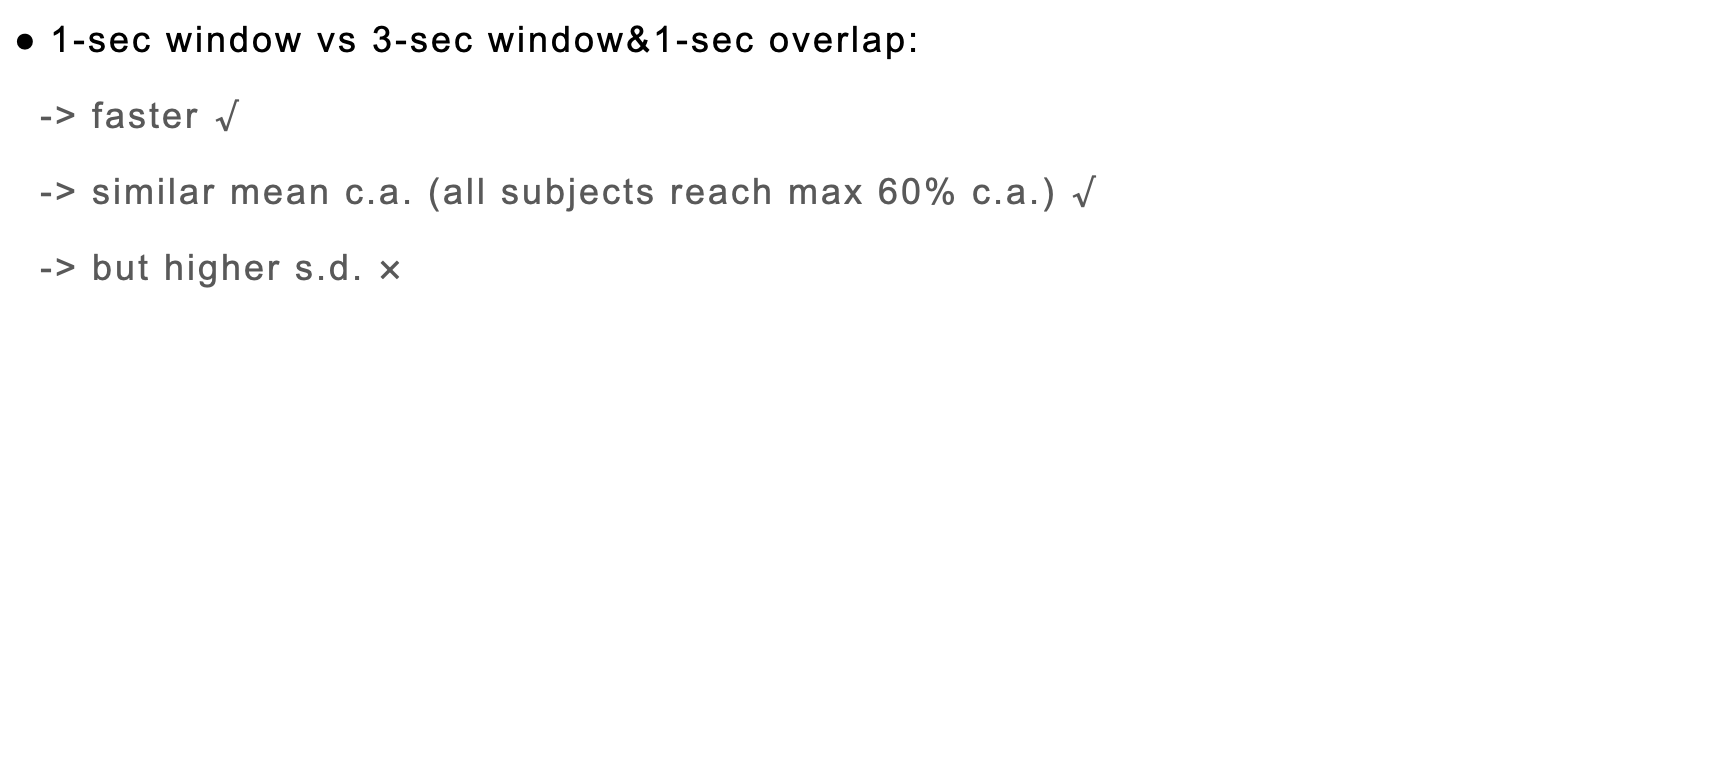 ● 1-sec window vs 3-sec window&1-sec overlap:
-> faster √
-> similar mean c.a. (all subjects reach max 60% c.a.) √
-> but higher s.d. ×